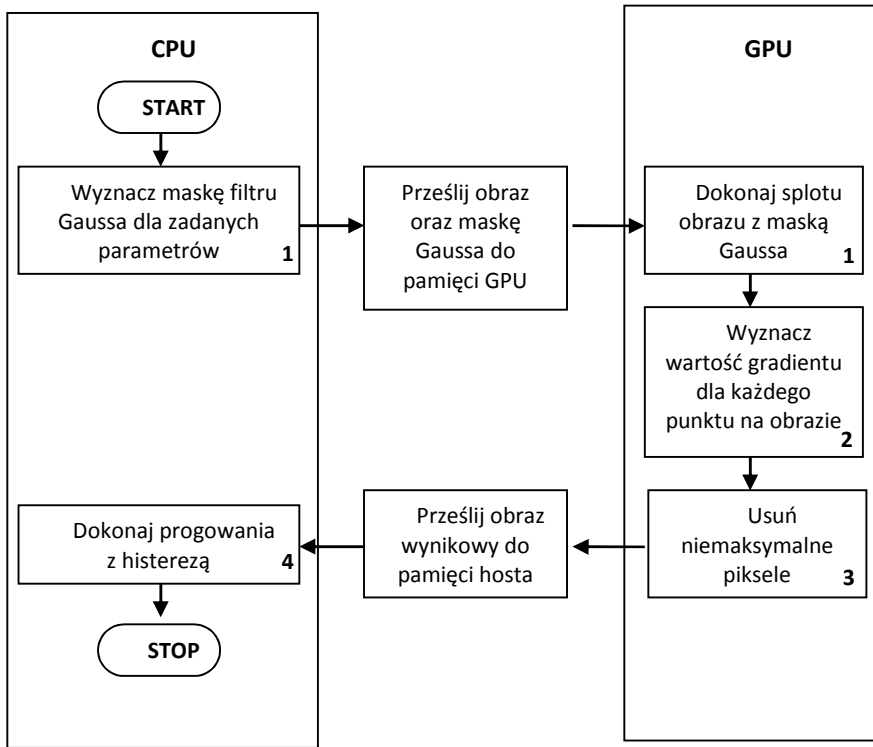 CPU
START
Wyznacz maskę filtru
Gaussa dla zadanych
parametrów
1
Prześlij obraz
oraz maskę
Gaussa do
pamięci GPU
GPU
Dokonaj splotu
obrazu z maską
Gaussa
1
Wyznacz
wartość gradientu
dla każdego
punktu na obrazie
2
Usuń
niemaksymalne
piksele
3
Prześlij obraz
wynikowy do
pamięci hosta
Dokonaj progowania
z histerezą
4
STOP